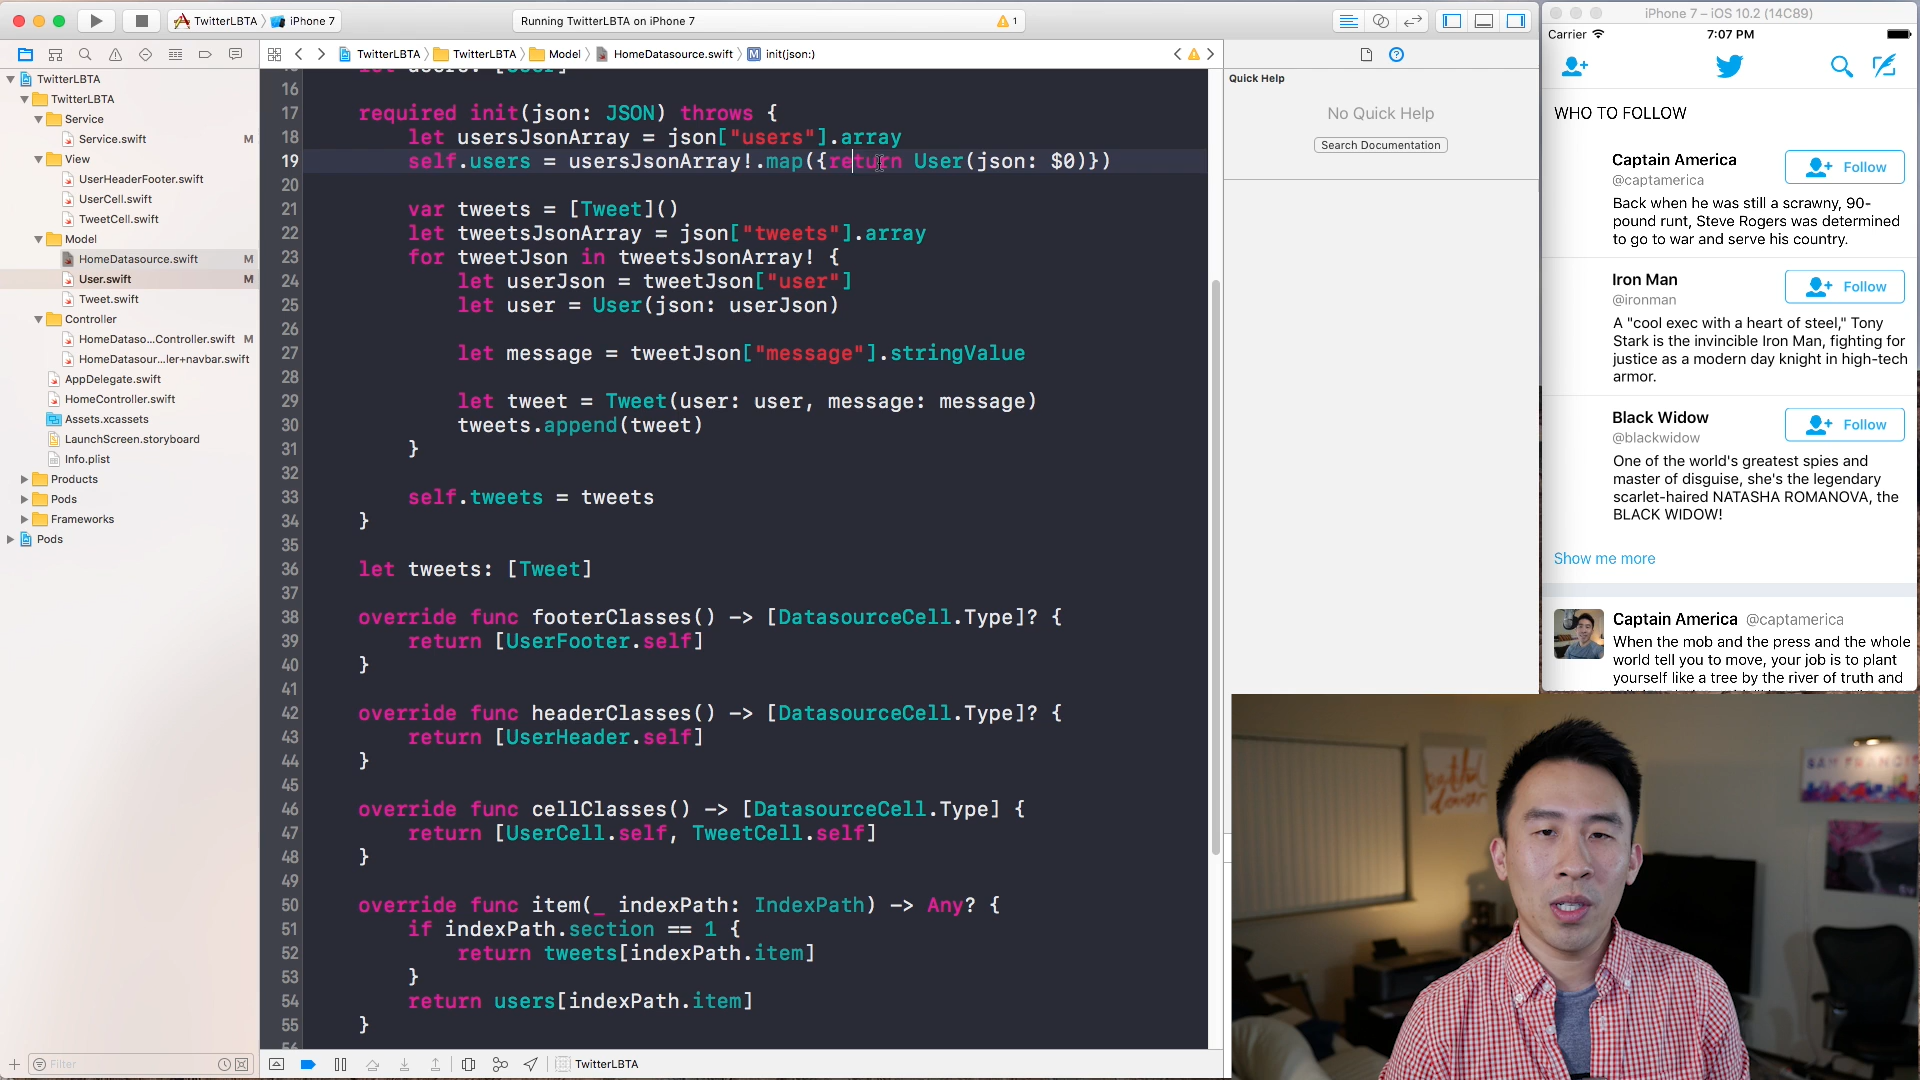 TwitterLBTA
iPhone 7
Running TwitterLBTA on iPhone 7
1
TwitterLBTA
TwitterLBTA
Model
HomeDatasource.swift
init(json:)
M
TwitterLBTA
TwitterLBTA
Service
Service.swift
M
View
UserHeaderFooter.swift
UserCell.swift
TweetCell.swift
Model
HomeDatasource.swift
M
User.swift
M
Tweet.swift
Controller
HomeDataso...Controller.swift
M
HomeDatasour...ler+navbar.swift
AppDelegate.swift
HomeController.swift
Assets.xcassets
LaunchScreen.storyboard
Info.plist
Products
Pods
Frameworks
Pods
Filter
16
17 required init(json: JSON) throws {
18 let usersJsonArray = json["users"].array
19 self.users = usersJsonArray!.map({return User(json: $0)})
20
21 var tweets = [Tweet]()
22 let tweetsJsonArray = json["tweets"].array
23 for tweetJson in tweetsJsonArray! {
24 let userJson = tweetJson["user"]
25 let user = User(json: userJson)
26
27 let message = tweetJson["message"].stringValue
28
29 let tweet = Tweet(user: user, message: message)
30 tweets.append(tweet)
31 }
32
33 self.tweets = tweets
34 }
35
36 let tweets: [Tweet]
37
38 override func footerClasses() -> [DatasourceCell.Type]? {
39 return [UserFooter.self]
40 }
41
42 override func headerClasses() -> [DatasourceCell.Type]? {
43 return [UserHeader.self]
44 }
45
46 override func cellClasses() -> [DatasourceCell.Type] {
47 return [UserCell.self, TweetCell.self]
48 }
49
50 override func item(_ indexPath: IndexPath) -> Any? {
51 if indexPath.section == 1 {
52 return tweets[indexPath.item]
53 }
54 return users[indexPath.item]
55 }
TwitterLBTA
Quick Help
No Quick Help
Search Documentation
iPhone 7 – iOS 10.2 (14C89)
Carrier
7:07 PM
WHO TO FOLLOW
Captain America
@captamerica
Follow
Back when he was still a scrawny, 90-
pound runt, Steve Rogers was determined
to go to war and serve his country.
Iron Man
@ironman
Follow
A "cool exec with a heart of steel," Tony
Stark is the invincible Iron Man, fighting for
justice as a modern day knight in high-tech
armor.
Black Widow
@blackwidow
Follow
One of the world's greatest spies and
master of disguise, she's the legendary
scarlet-haired NATASHA ROMANOVA, the
BLACK WIDOW!
Show me more
Captain America @captamerica
When the mob and the press and the whole
world tell you to move, your job is to plant
yourself like a tree by the river of truth and